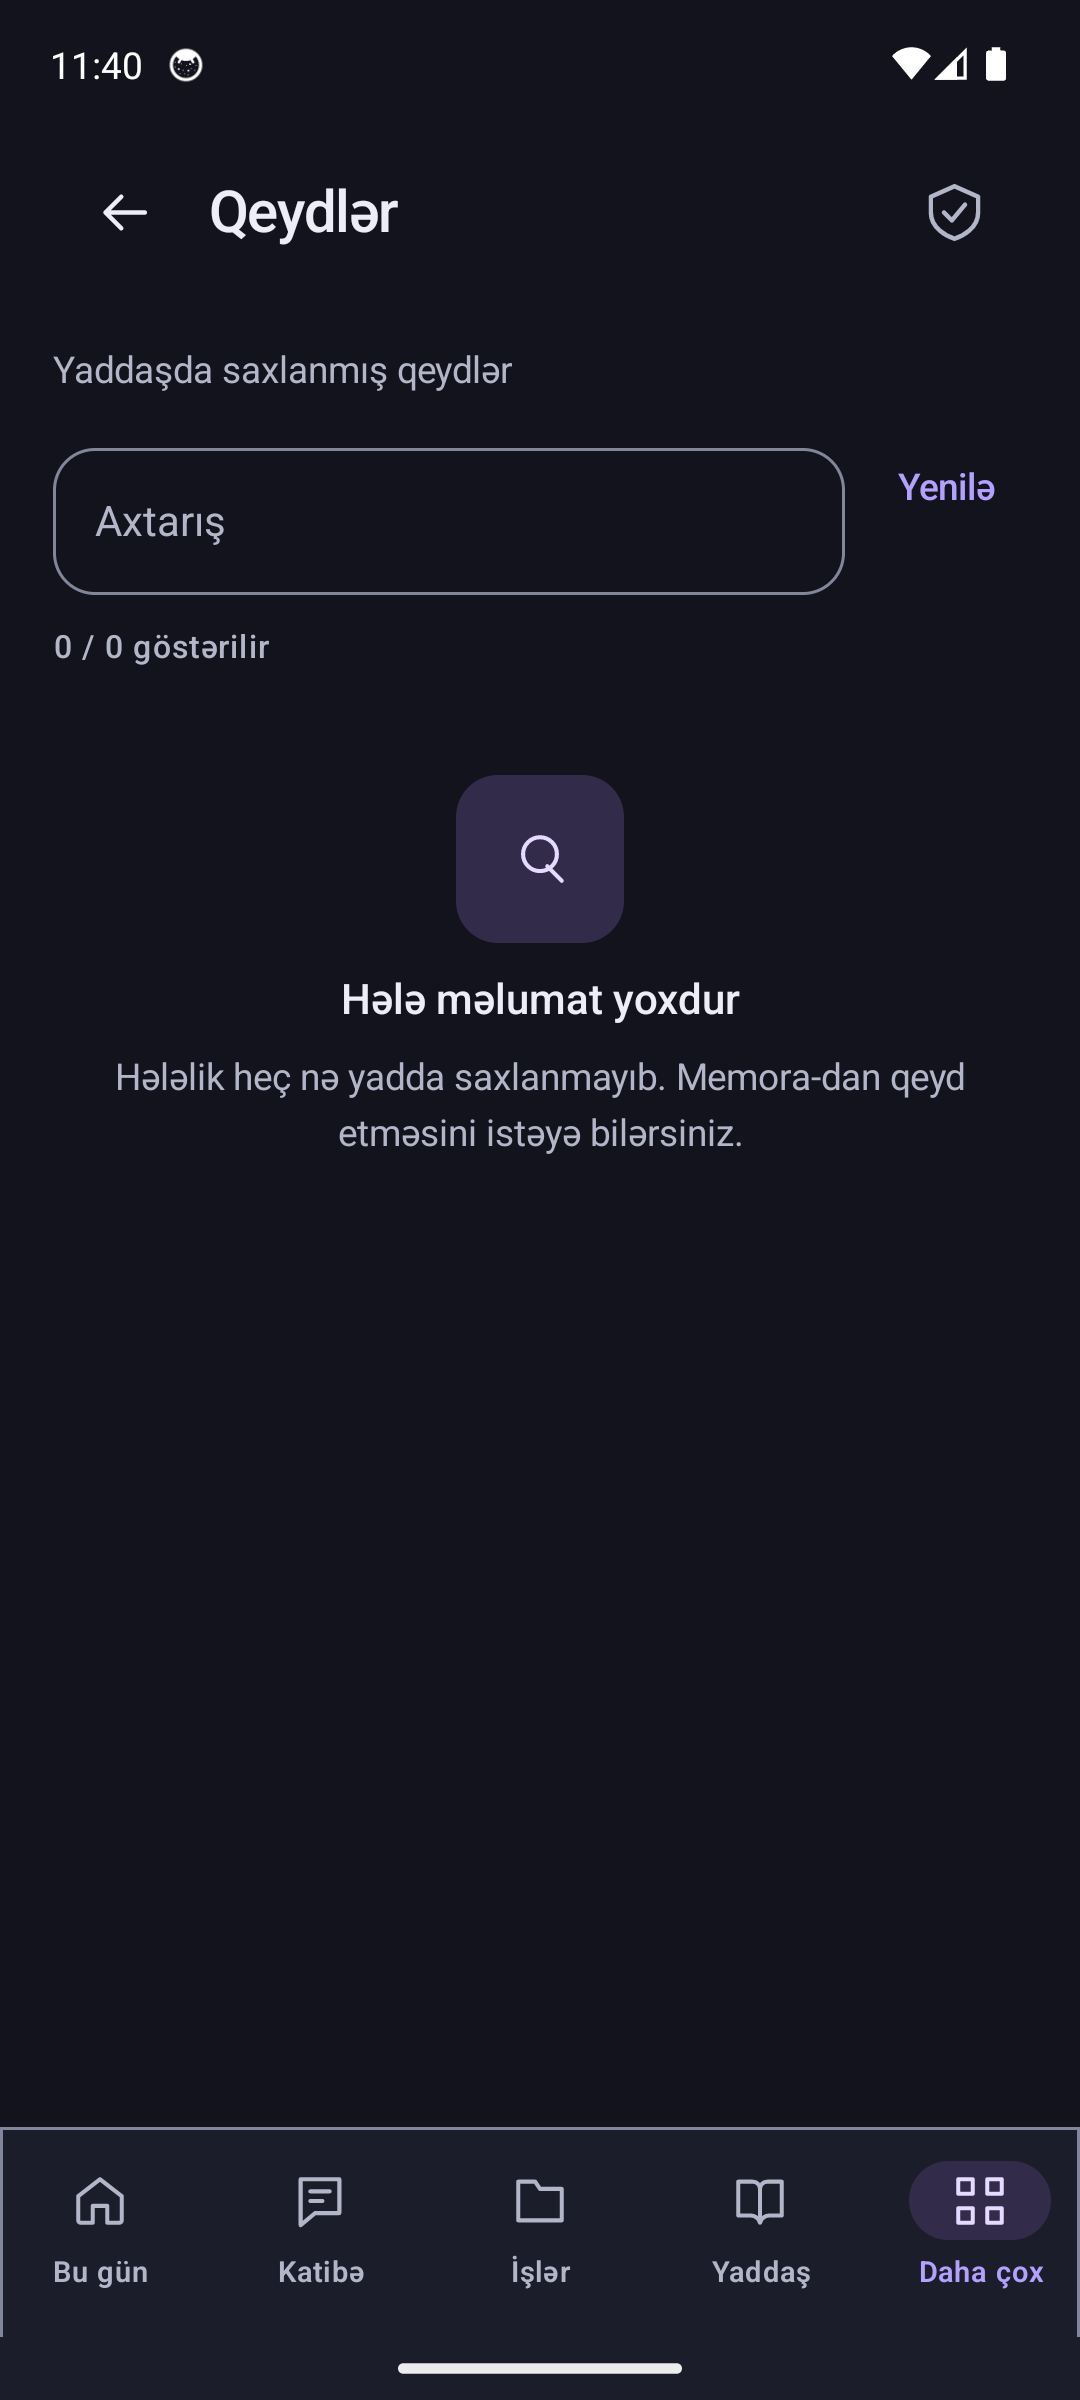 11:40
Qeydlər
Yaddaşda saxlanmış qeydlər
Axtarış
Yenilə
0 / 0 göstərilir
Hələ məlumat yoxdur
Hələlik heç nə yadda saxlanmayıb. Memora-dan qeyd
etməsini istəyə bilərsiniz.
Bu gün
Katibə
İşlər
Yaddaş
Daha çox